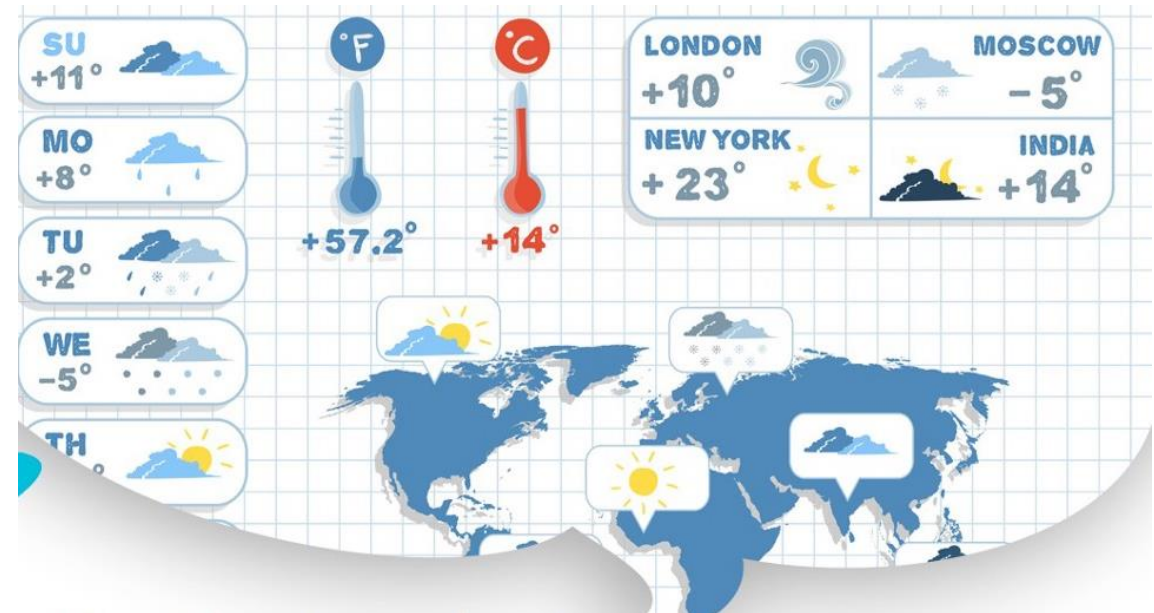 SU
+11°
MO
+8°
TU
+2°
WE
-5°
TH
°F
+57.2°
°C
+14°
LONDON
+10°
MOSCOW
- 5°
NEW YORK
+ 23°
INDIA
+14°